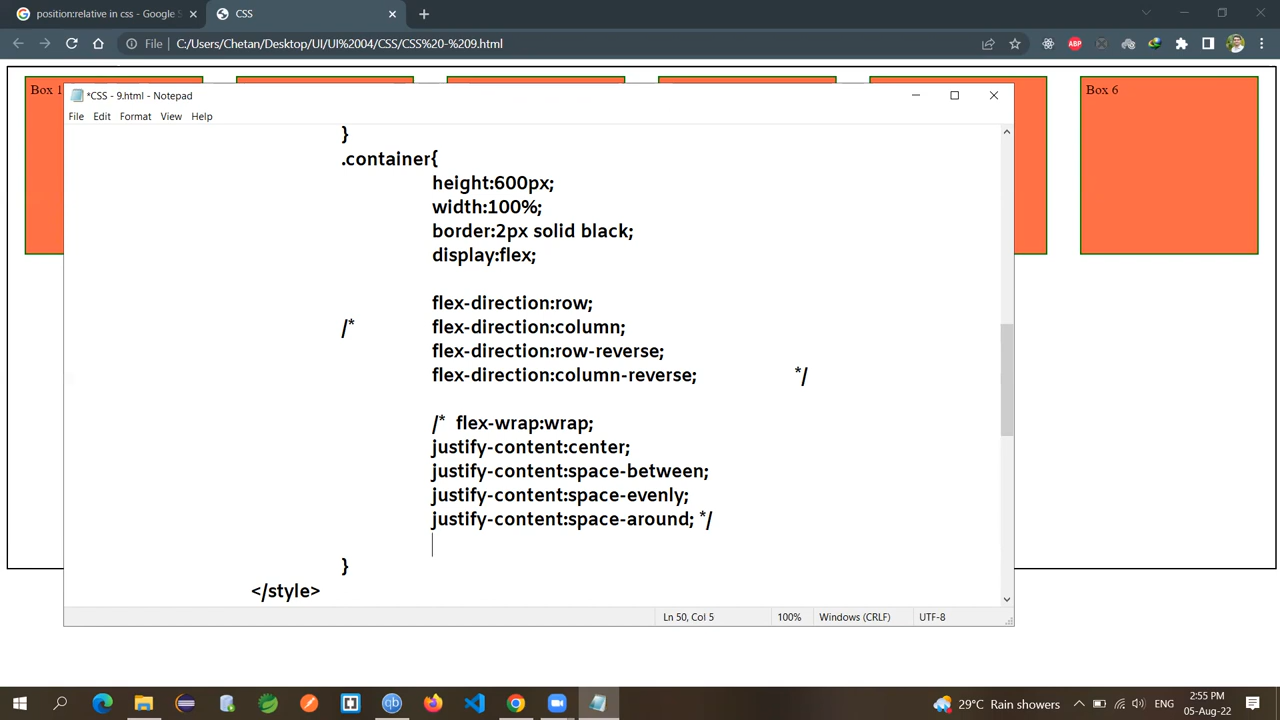 position:relative in css - Google S
CSS
File
C:/Users/Chetan/Desktop/UI/UI%2004/CSS/CSS%20-%209.html
ABP
Box 1
Box 6
*CSS - 9.html - Notepad
File Edit Format View Help
}
.container{
height:600px;
width:100%;
border:2px solid black;
display:flex;
flex-direction:row;
/* flex-direction:column;
flex-direction:row-reverse;
flex-direction:column-reverse; */
/* flex-wrap:wrap;
justify-content:center;
justify-content:space-between;
justify-content:space-evenly;
justify-content:space-around; */
}
</style>
Ln 50, Col 5 100% Windows (CRLF) UTF-8
qb
29°C Rain showers
ENG
2:55 PM
05-Aug-22